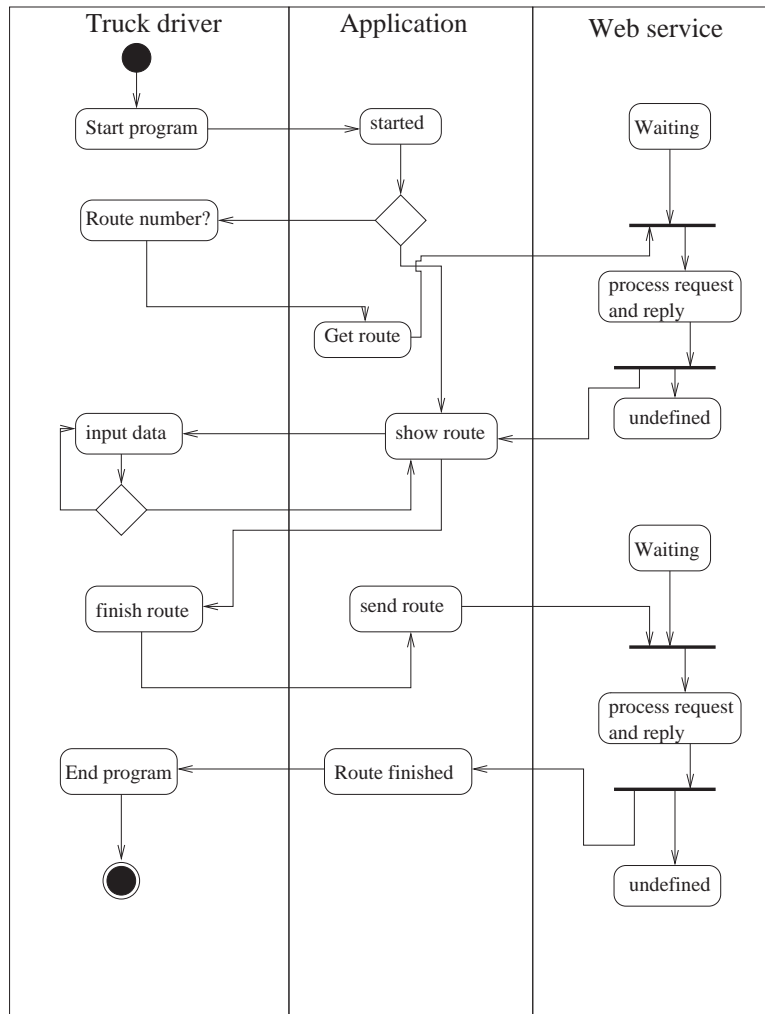 Truck driver
Application
Web service
Start program
started
Waiting
Route number?
process request
and reply
Get route
input data
show route
undefined
Waiting
finish route
send route
process request
and reply
End program
Route finished
undefined